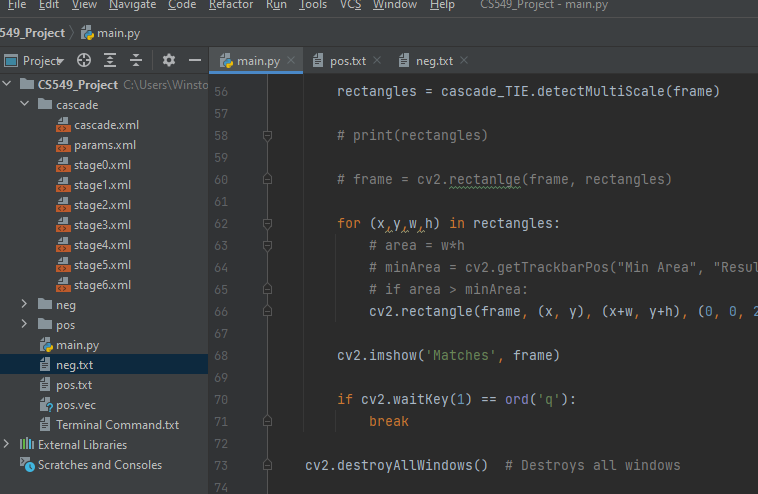 File Edit View Navigate Code Refactor Run Tools VCS Window Help CS549_Project - main.py
549_Project main.py
Project main.py pos.txt neg.txt
CS549_Project C:\Users\Winsto
cascade
cascade.xml
params.xml
stage0.xml
stage1.xml
stage2.xml
stage3.xml
stage4.xml
stage5.xml
stage6.xml
neg
pos
main.py
neg.txt
pos.txt
pos.vec
Terminal Command.txt
External Libraries
Scratches and Consoles
56 rectangles = cascade_TIE.detectMultiScale(frame)
57
58 # print(rectangles)
59
60 # frame = cv2.rectanlge(frame, rectangles)
61
62 for (x,y,w,h) in rectangles:
63 # area = w*h
64 # minArea = cv2.getTrackbarPos("Min Area", "Resul
65 # if area > minArea:
66 cv2.rectangle(frame, (x, y), (x+w, y+h), (0, 0, 2
67
68 cv2.imshow('Matches', frame)
69
70 if cv2.waitKey(1) == ord('q'):
71 break
72
73 cv2.destroyAllWindows() # Destroys all windows
74